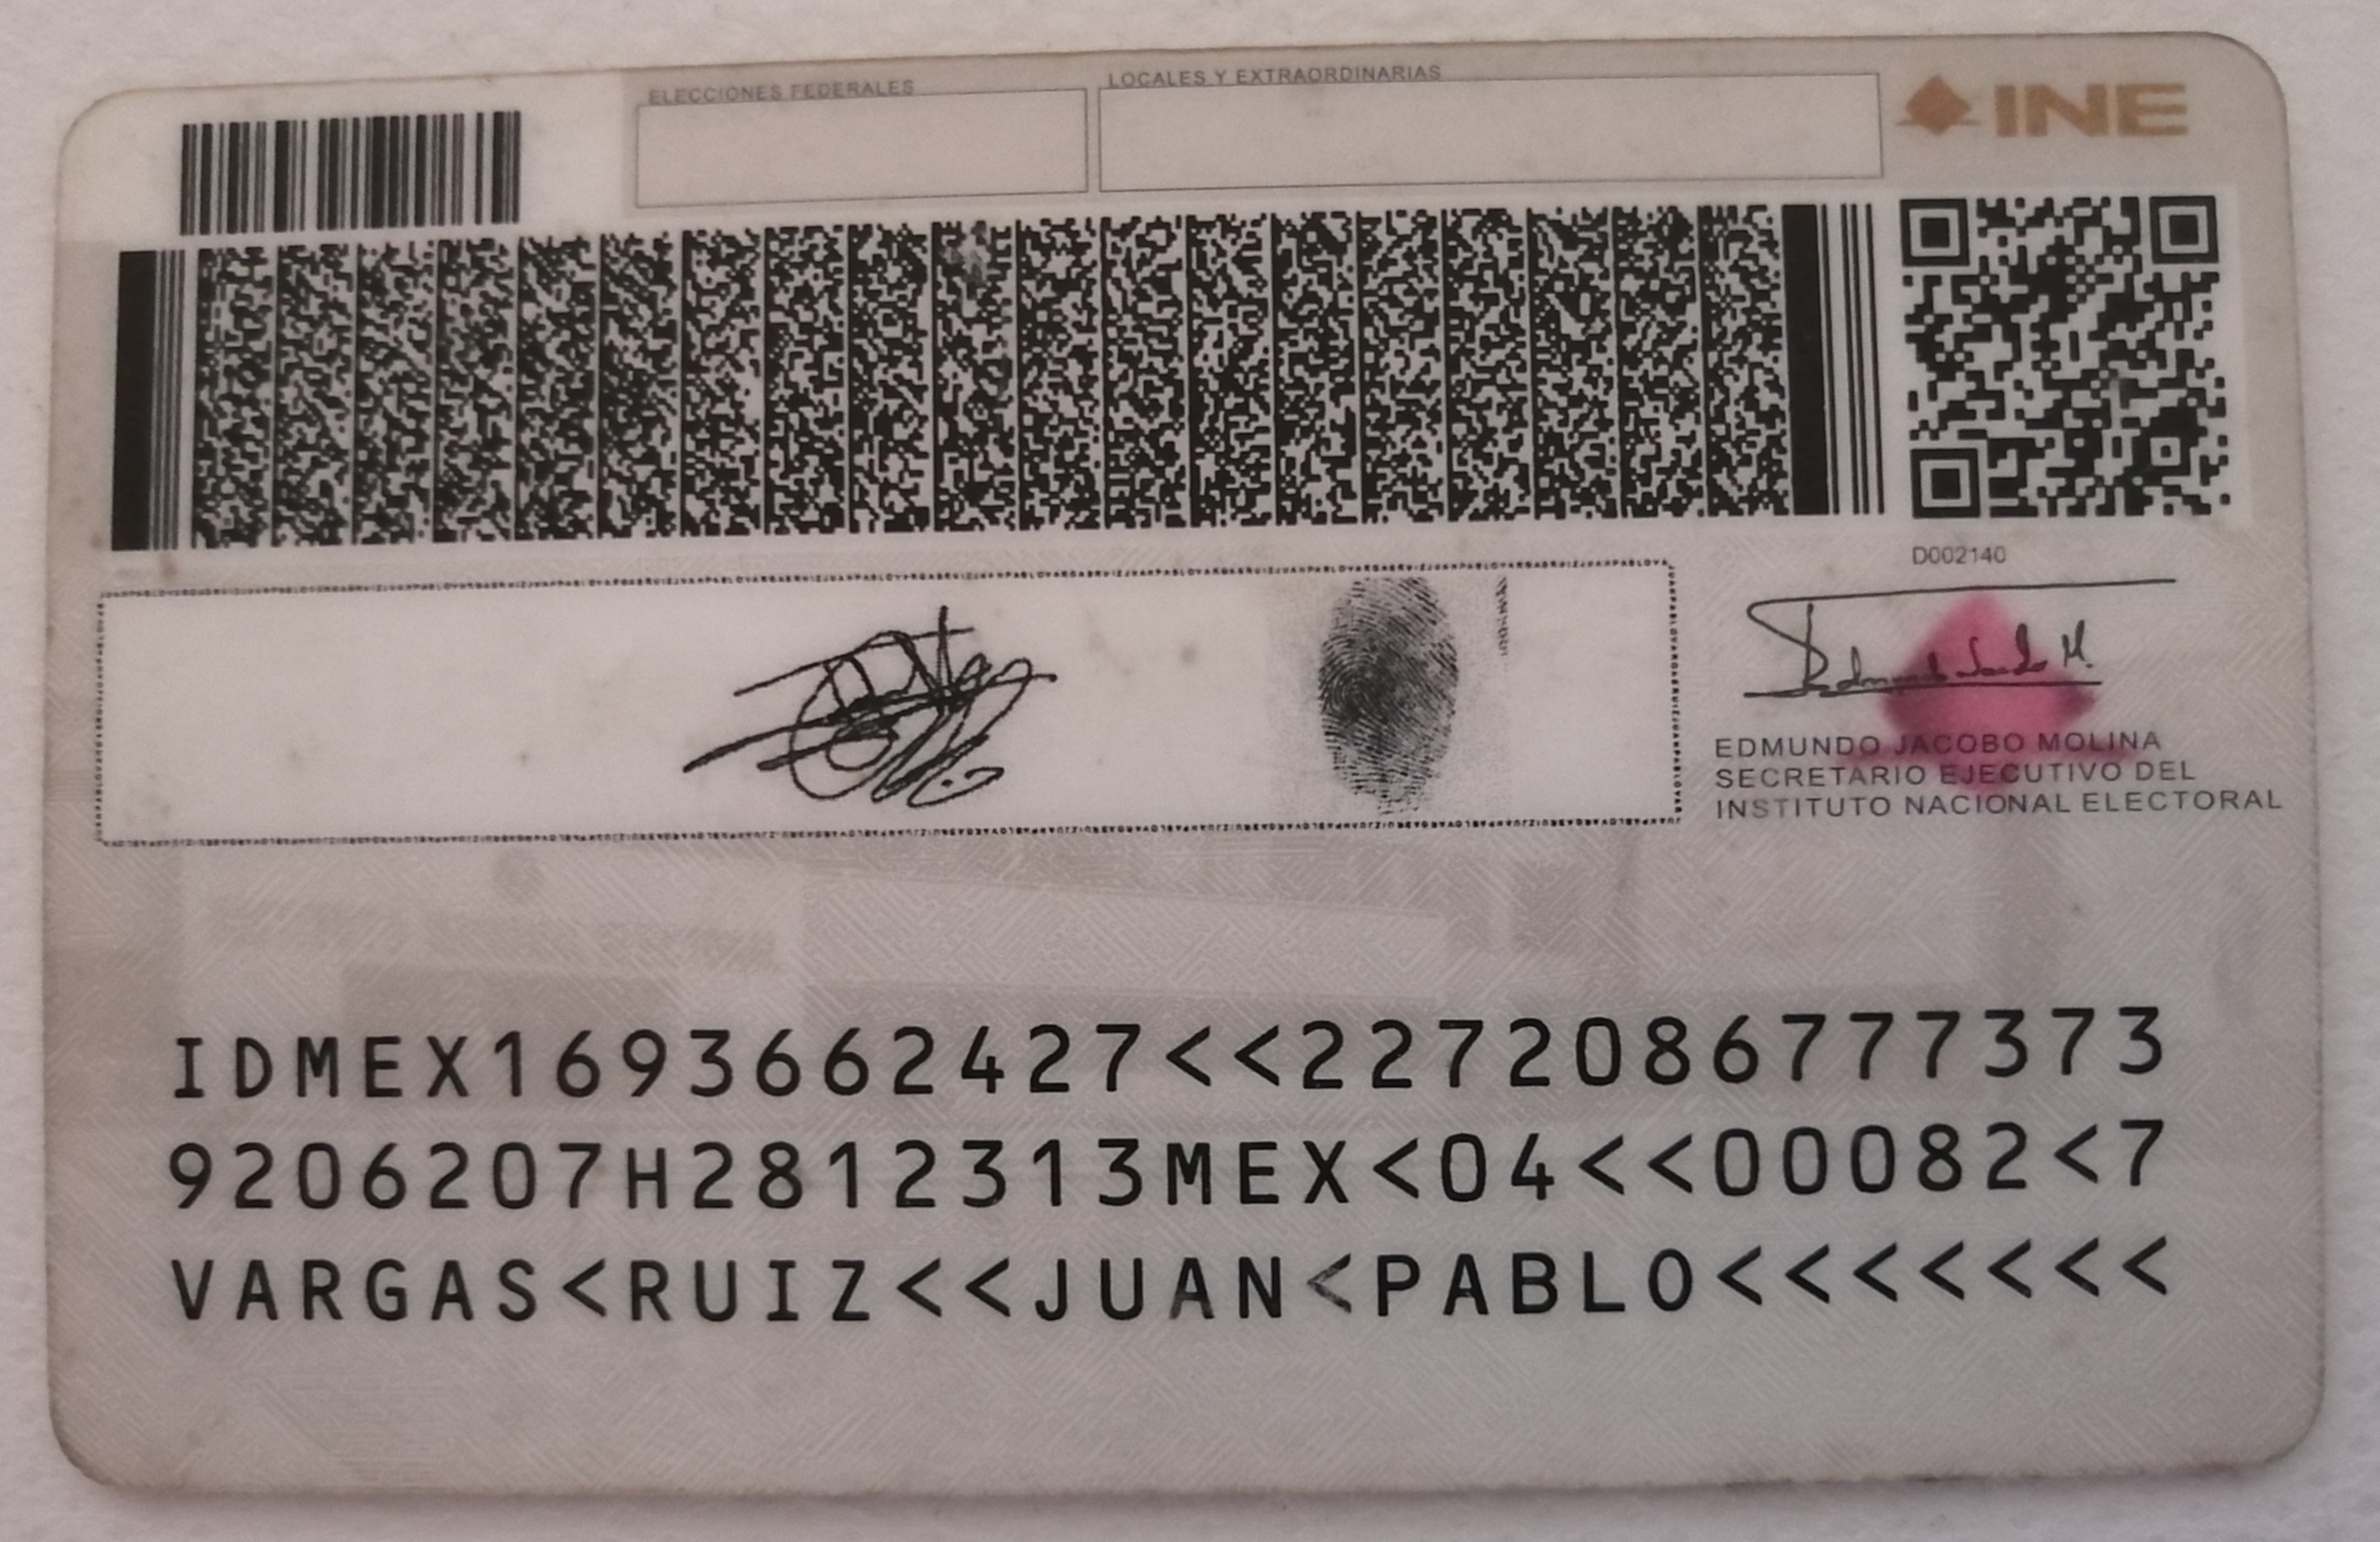 ELECCIONES FEDERALES
LOCALES Y EXTRAORDINARIAS
INE
D002140
EDMUNDO JACOBO MOLINA
SECRETARIO EJECUTIVO DEL
INSTITUTO NACIONAL ELECTORAL
IDMEX1693662427<<2272086777373
9206207H2812313MEX<04<<00082<7
VARGAS<RUIZ<<JUAN<PABLO<<<<<<<